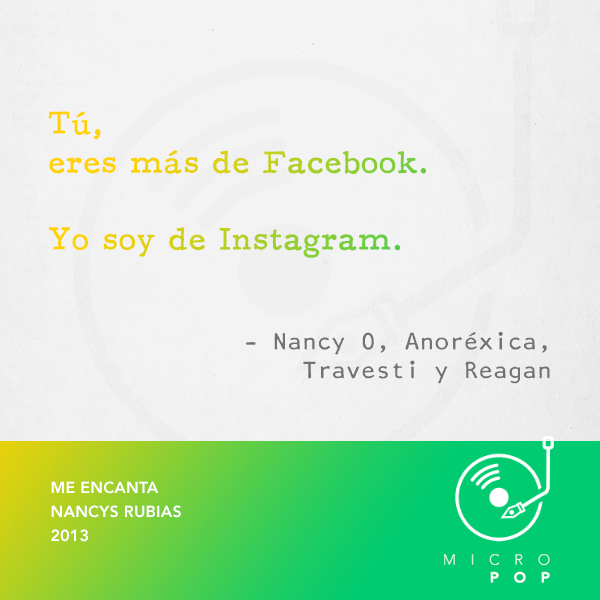 Tú,
eres más de Facebook.
Yo soy de Instagram.
- Nancy O, Anoréxica,
Travesti y Reagan
ME ENCANTA
NANCYS RUBIAS
2013
MICRO
POP